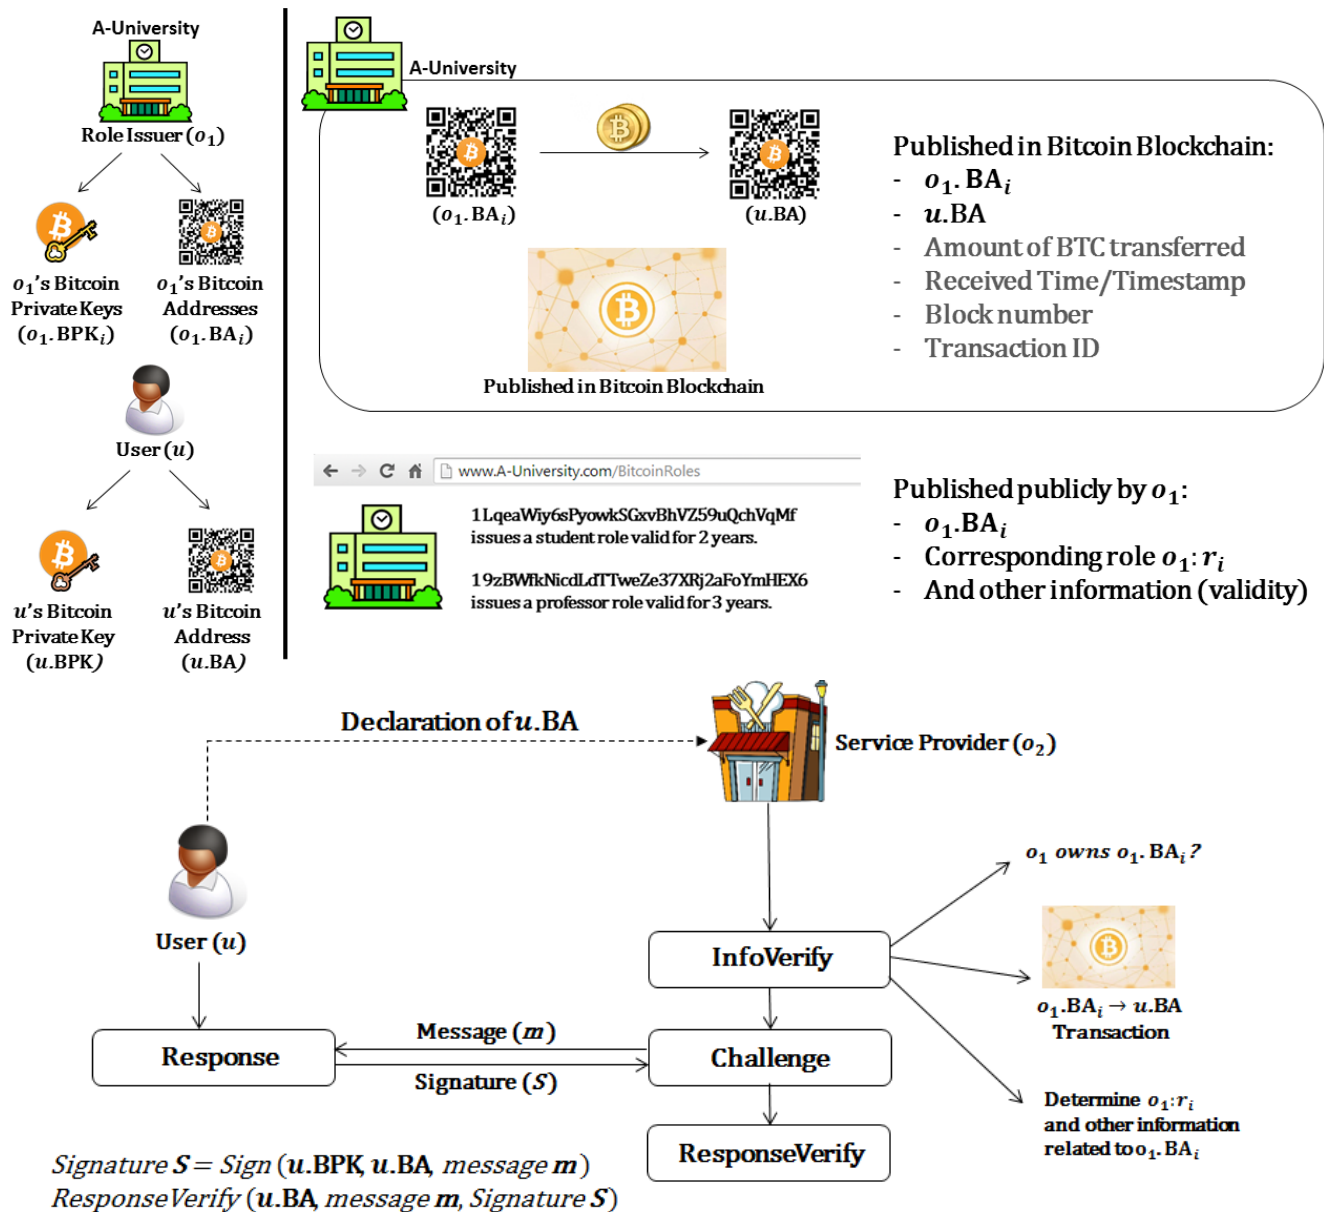 A-University
Role Issuer (o₁)
o₁'s Bitcoin
Private Keys
(o₁.BPKᵢ)
o₁'s Bitcoin
Addresses
(o₁.BAᵢ)
User (u)
u's Bitcoin
Private Key
(u.BPK)
u's Bitcoin
Address
(u.BA)
A-University
(o₁.BAᵢ)
(u.BA)
Published in Bitcoin Blockchain
Published in Bitcoin Blockchain:
- o₁.BAᵢ
- u.BA
- Amount of BTC transferred
- Received Time/Timestamp
- Block number
- Transaction ID
www.A-University.com/BitcoinRoles
1LqeaWiy6sPyowkSGxvBhVZ59uQchVqMf
issues a student role valid for 2 years.
19zBWfkNicdLdTTweZe37XRj2aFoYmHEX6
issues a professor role valid for 3 years.
Published publicly by o₁:
- o₁.BAᵢ
- Corresponding role o₁:rᵢ
- And other information (validity)
Declaration of u.BA
Service Provider (o₂)
User (u)
InfoVerify
o₁ owns o₁.BAᵢ?
o₁.BAᵢ → u.BA
Transaction
Determine o₁:rᵢ
and other information
related to o₁.BAᵢ
Response
Message (m)
Signature (S)
Challenge
ResponseVerify
Signature S = Sign (u.BPK, u.BA, message m)
ResponseVerify (u.BA, message m, Signature S)